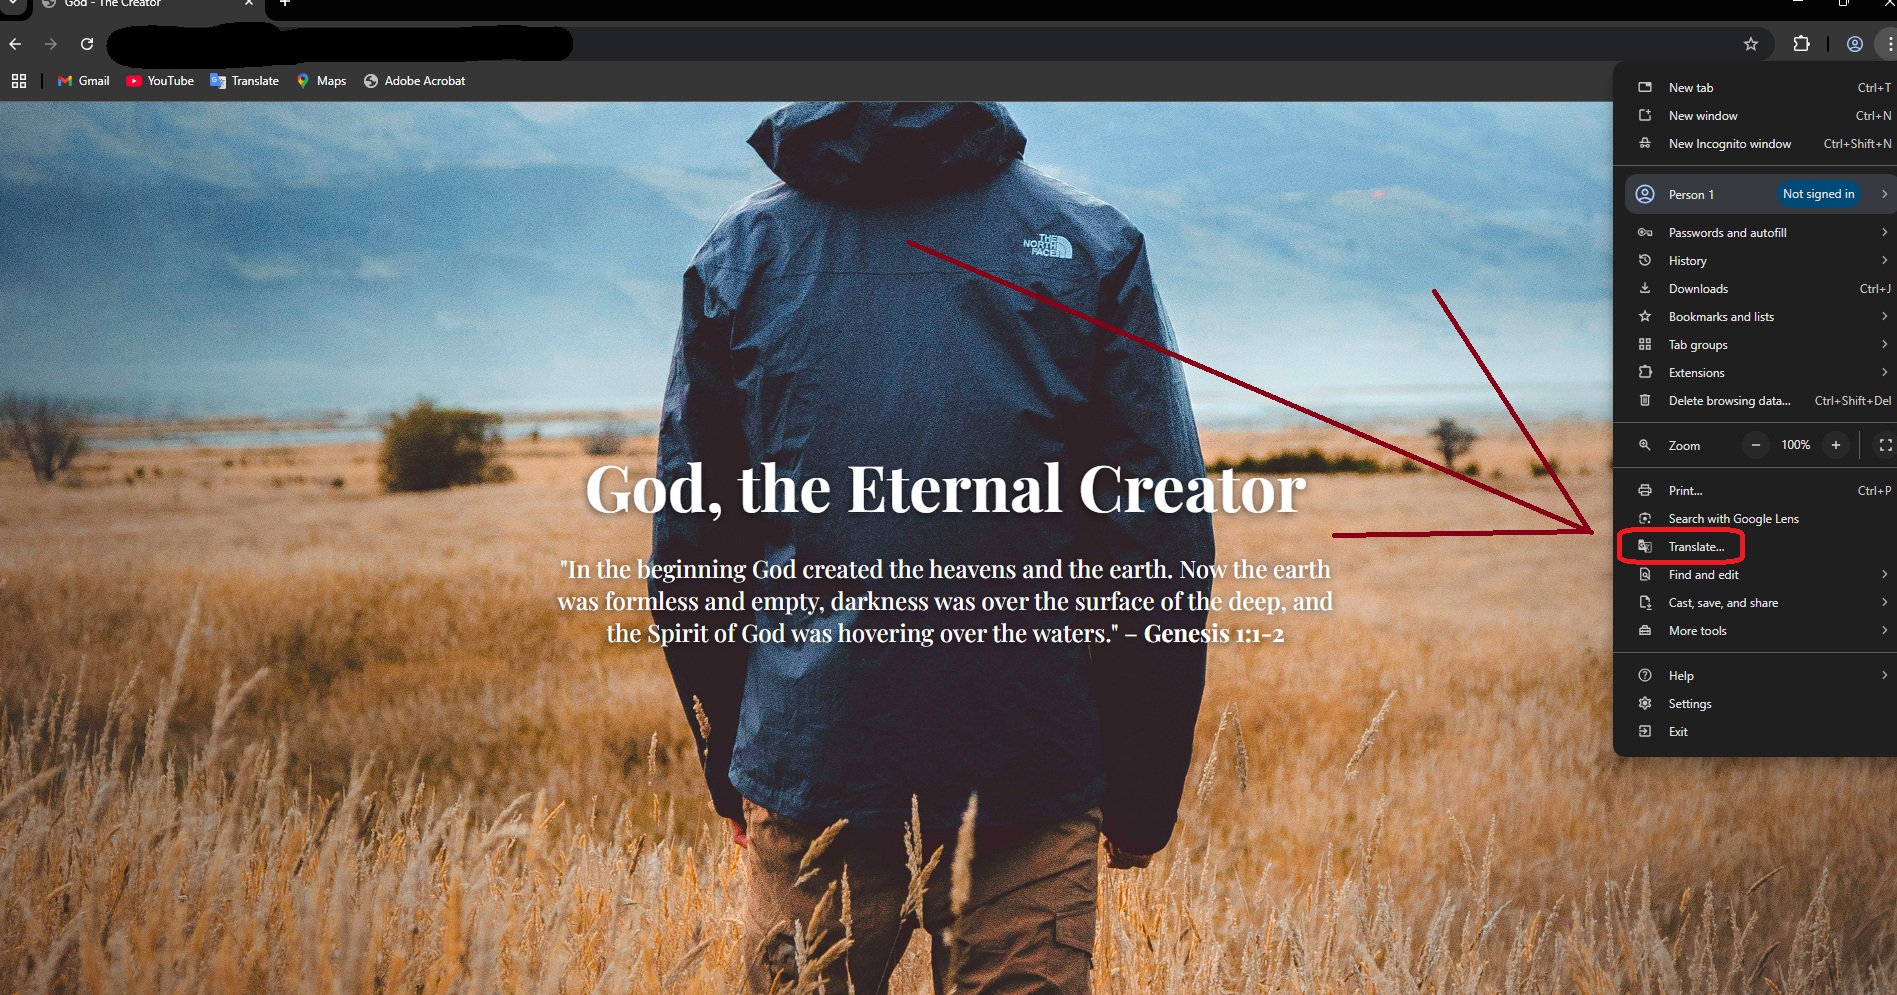 God - The Creator
Gmail
YouTube
Translate
Maps
Adobe Acrobat
New tab Ctrl+T
New window Ctrl+N
New Incognito window Ctrl+Shift+N
Person 1 Not signed in
Passwords and autofill
History
Downloads Ctrl+J
Bookmarks and lists
Tab groups
Extensions
Delete browsing data... Ctrl+Shift+Del
Zoom 100%
Print... Ctrl+P
Search with Google Lens
Translate...
Find and edit
Cast, save, and share
More tools
Help
Settings
Exit
THE
NORTH
FACE
God, the Eternal Creator
"In the beginning God created the heavens and the earth. Now the earth
was formless and empty, darkness was over the surface of the deep, and
the Spirit of God was hovering over the waters." – Genesis 1:1-2